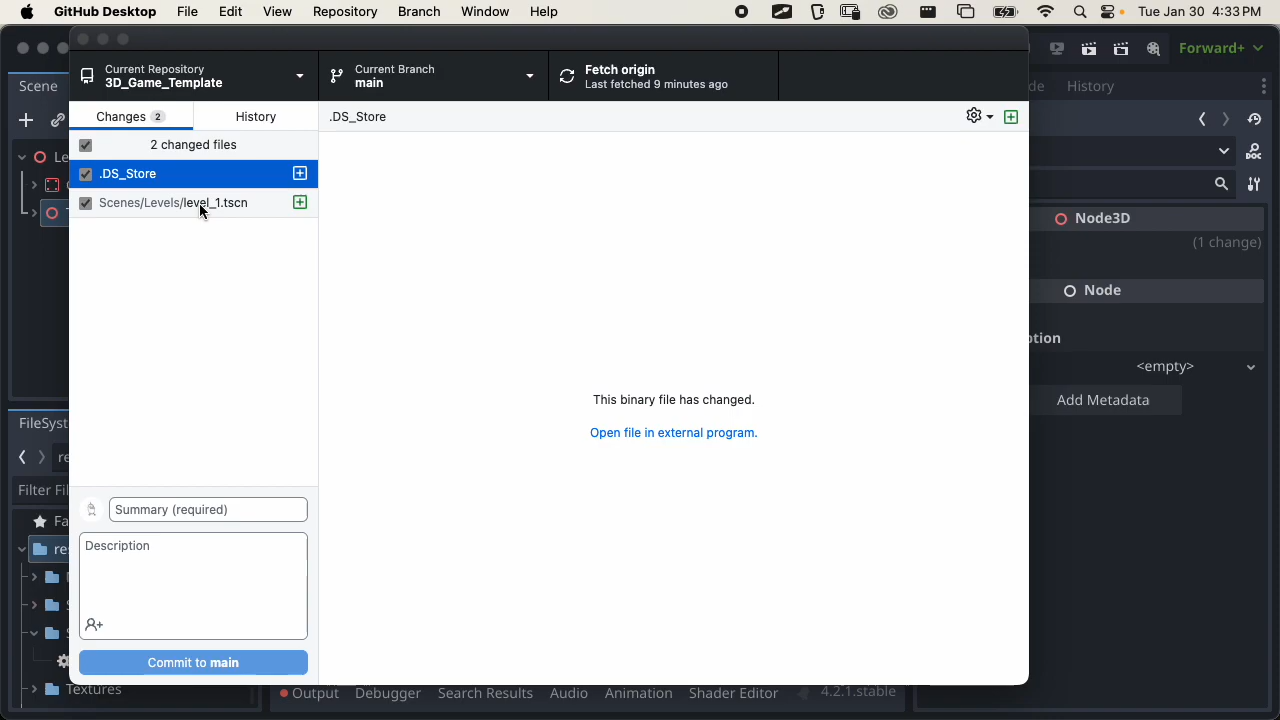 GitHub Desktop File Edit View Repository Branch Window Help Tue Jan 30 4:33 PM
Forward+
Current Repository
3D_Game_Template
Current Branch
main
Fetch origin
Last fetched 9 minutes ago
Scene
History
Changes 2
History
.DS_Store
2 changed files
.DS_Store
Scenes/Levels/level_1.tscn
Node3D
(1 change)
Node
<empty>
Add Metadata
This binary file has changed.
Open file in external program.
Summary (required)
Description
Commit to main
Textures
Output Debugger Search Results Audio Animation Shader Editor 4.2.1.stable